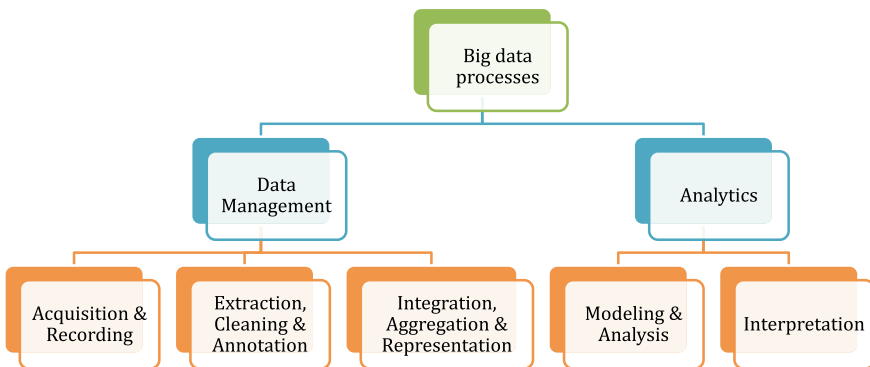 Big data
processes
Data
Management
Analytics
Acquisition &
Recording
Extraction,
Cleaning &
Annotation
Integration,
Aggregation &
Representation
Modeling &
Analysis
Interpretation